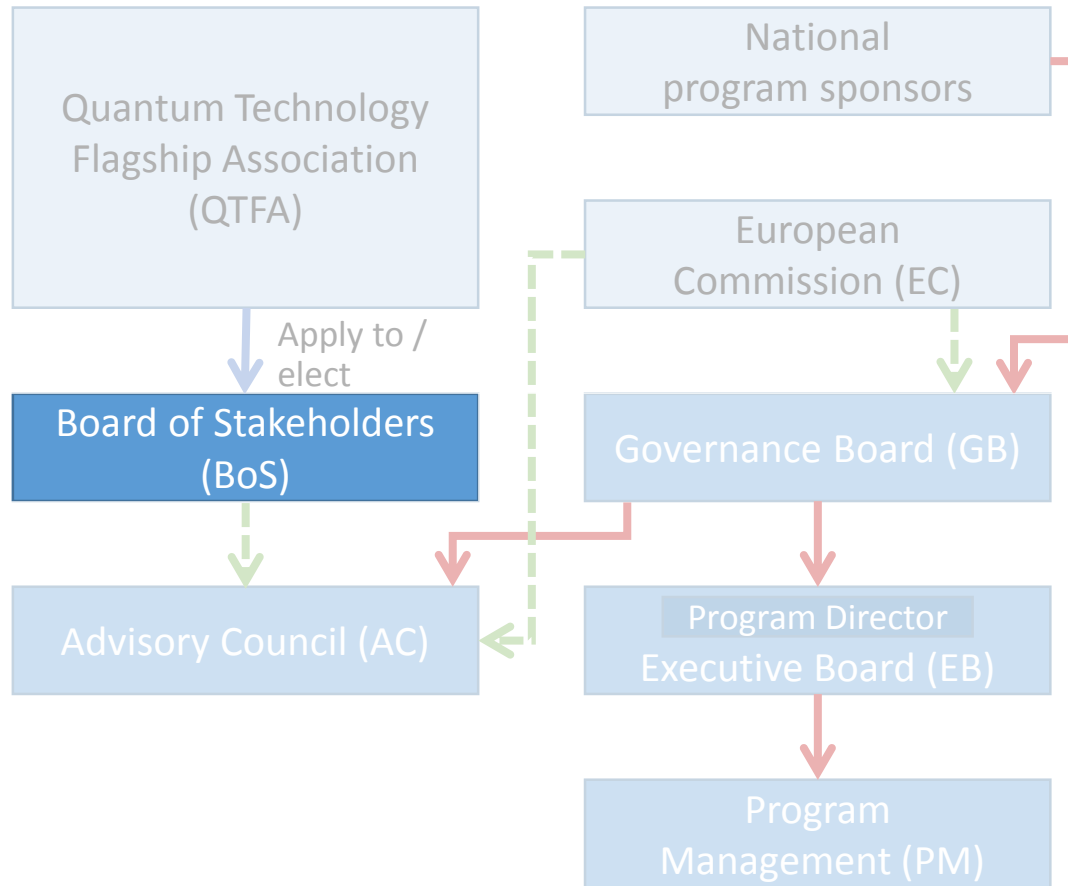 Quantum Technology
Flagship Association
(QTFA)
National
program sponsors
European
Commission (EC)
Apply to /
elect
Board of Stakeholders
(BoS)
Governance Board (GB)
Advisory Council (AC)
Program Director
Executive Board (EB)
Program
Management (PM)